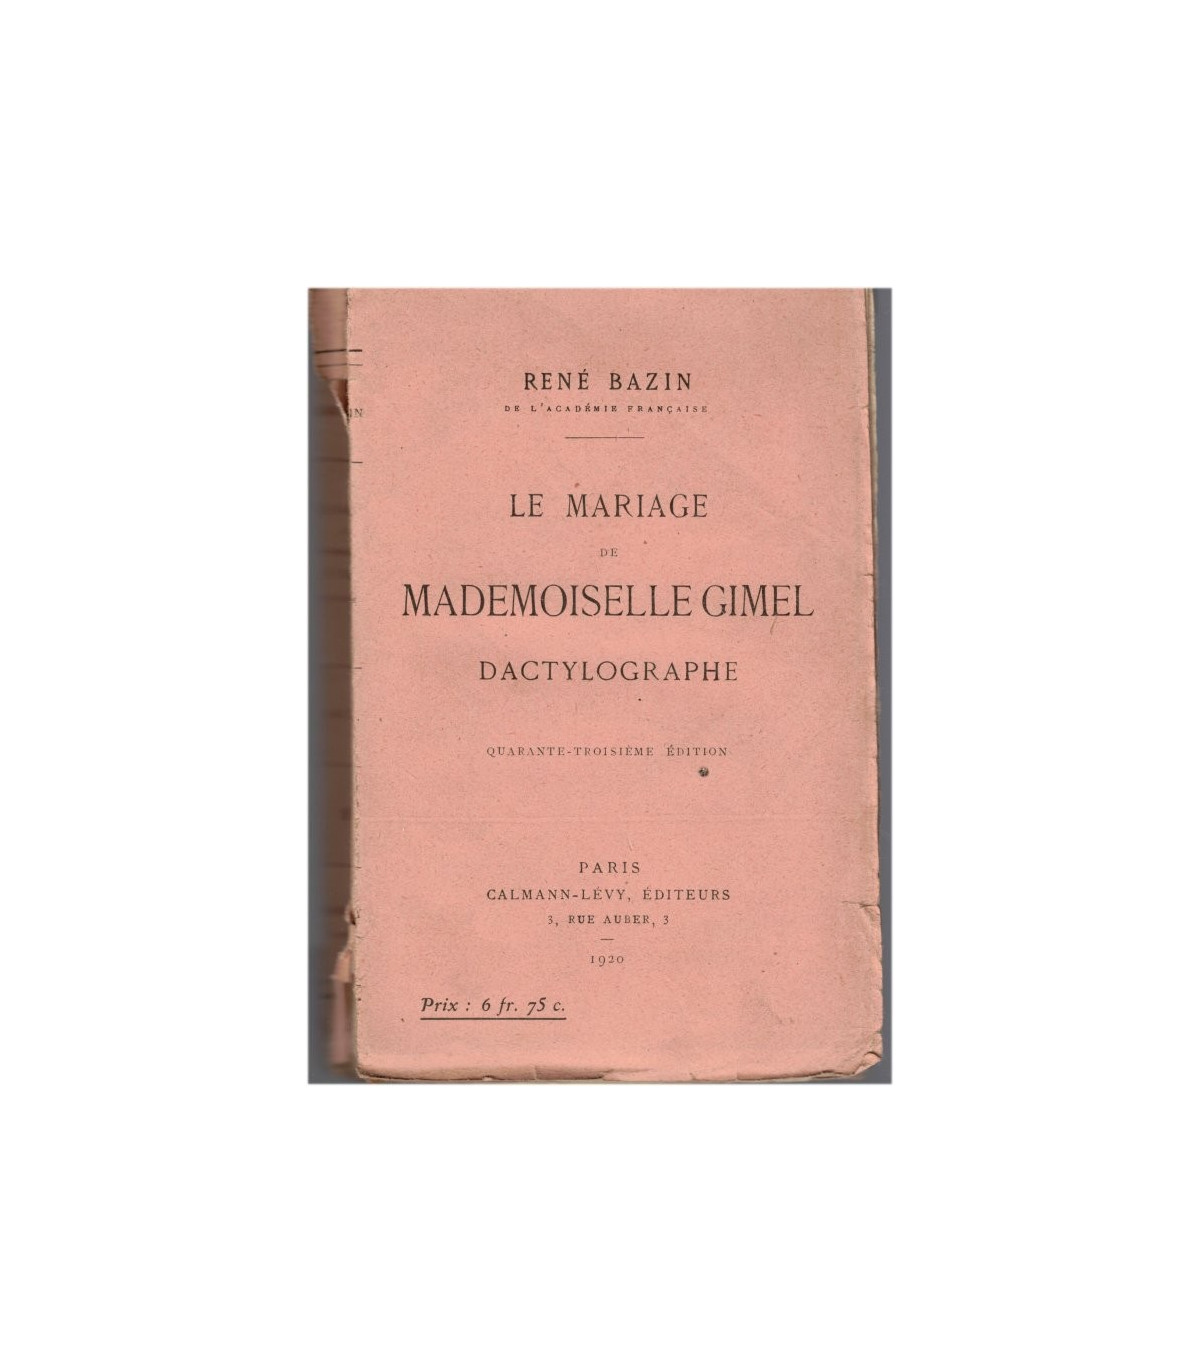 RENÉ BAZIN
DE L'ACADÉMIE FRANÇAISE
LE MARIAGE
DE
MADEMOISELLE GIMEL
DACTYLOGRAPHE
QUARANTE-TROISIÈME ÉDITION
PARIS
CALMANN-LÉVY, ÉDITEURS
3, RUE AUBER, 3
1920
Prix : 6 fr. 75 c.